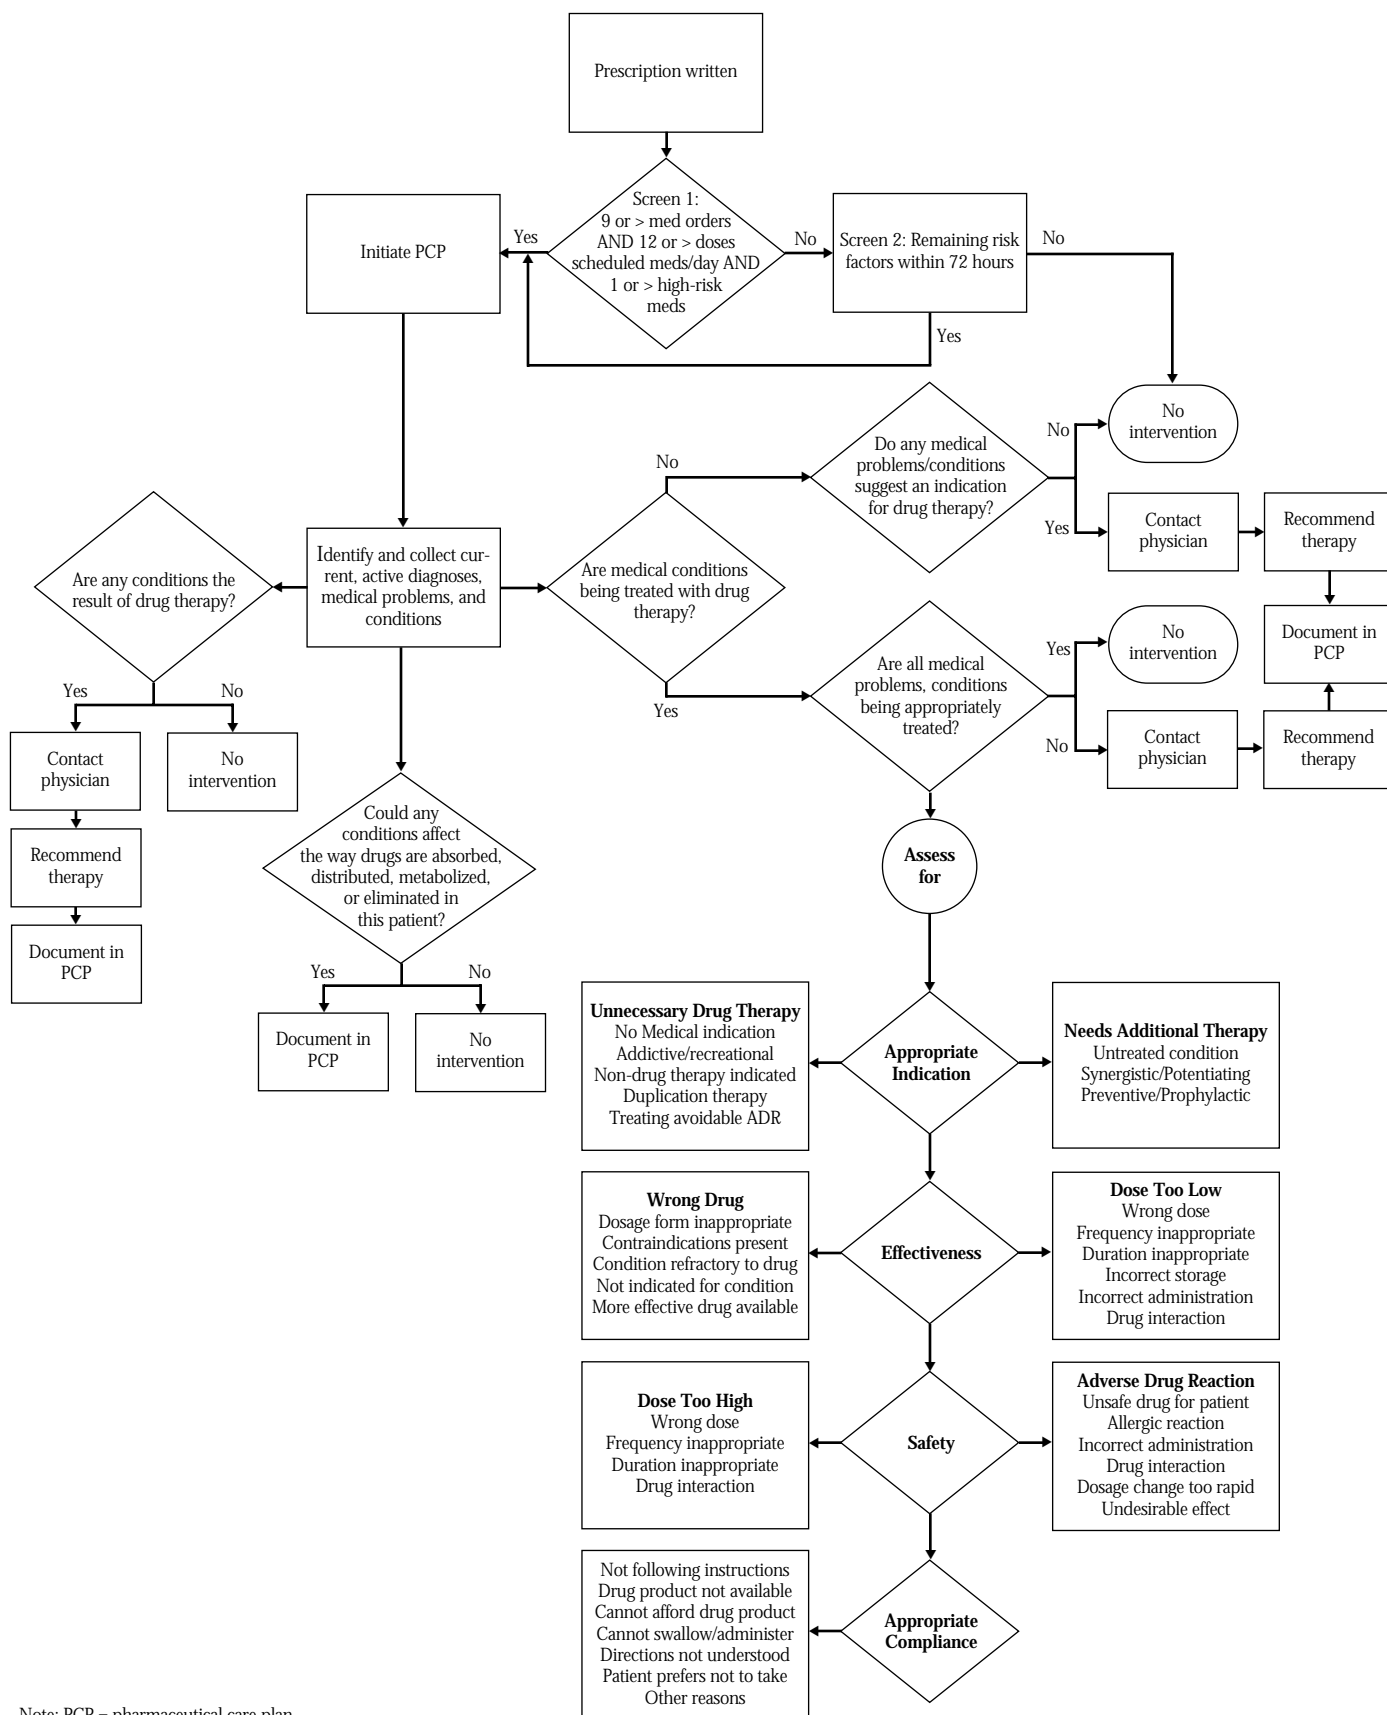 Prescription written
Screen 1:
9 or > med orders
AND 12 or > doses
scheduled meds/day AND
1 or > high-risk
meds
Yes
No
Initiate PCP
Screen 2: Remaining risk
factors within 72 hours
No
Yes
No
intervention
Do any medical
problems/conditions
suggest an indication
for drug therapy?
No
Yes
Contact
physician
Recommend
therapy
No
Identify and collect cur-
rent, active diagnoses,
medical problems, and
conditions
Are any conditions the
result of drug therapy?
Are medical conditions
being treated with drug
therapy?
Yes
Document in
PCP
Are all medical
problems, conditions
being appropriately
treated?
Yes
No
intervention
No
Contact
physician
Recommend
therapy
Yes
No
Contact
physician
No
intervention
Recommend
therapy
Document in
PCP
Could any
conditions affect
the way drugs are absorbed,
distributed, metabolized,
or eliminated in
this patient?
Yes
No
Document in
PCP
No
intervention
Assess
for
Appropriate
Indication
Unnecessary Drug Therapy
No Medical indication
Addictive/recreational
Non-drug therapy indicated
Duplication therapy
Treating avoidable ADR
Needs Additional Therapy
Untreated condition
Synergistic/Potentiating
Preventive/Prophylactic
Effectiveness
Wrong Drug
Dosage form inappropriate
Contraindications present
Condition refractory to drug
Not indicated for condition
More effective drug available
Dose Too Low
Wrong dose
Frequency inappropriate
Duration inappropriate
Incorrect storage
Incorrect administration
Drug interaction
Safety
Dose Too High
Wrong dose
Frequency inappropriate
Duration inappropriate
Drug interaction
Adverse Drug Reaction
Unsafe drug for patient
Allergic reaction
Incorrect administration
Drug interaction
Dosage change too rapid
Undesirable effect
Appropriate
Compliance
Not following instructions
Drug product not available
Cannot afford drug product
Cannot swallow/administer
Directions not understood
Patient prefers not to take
Other reasons
Note: PCP = pharmaceutical care plan